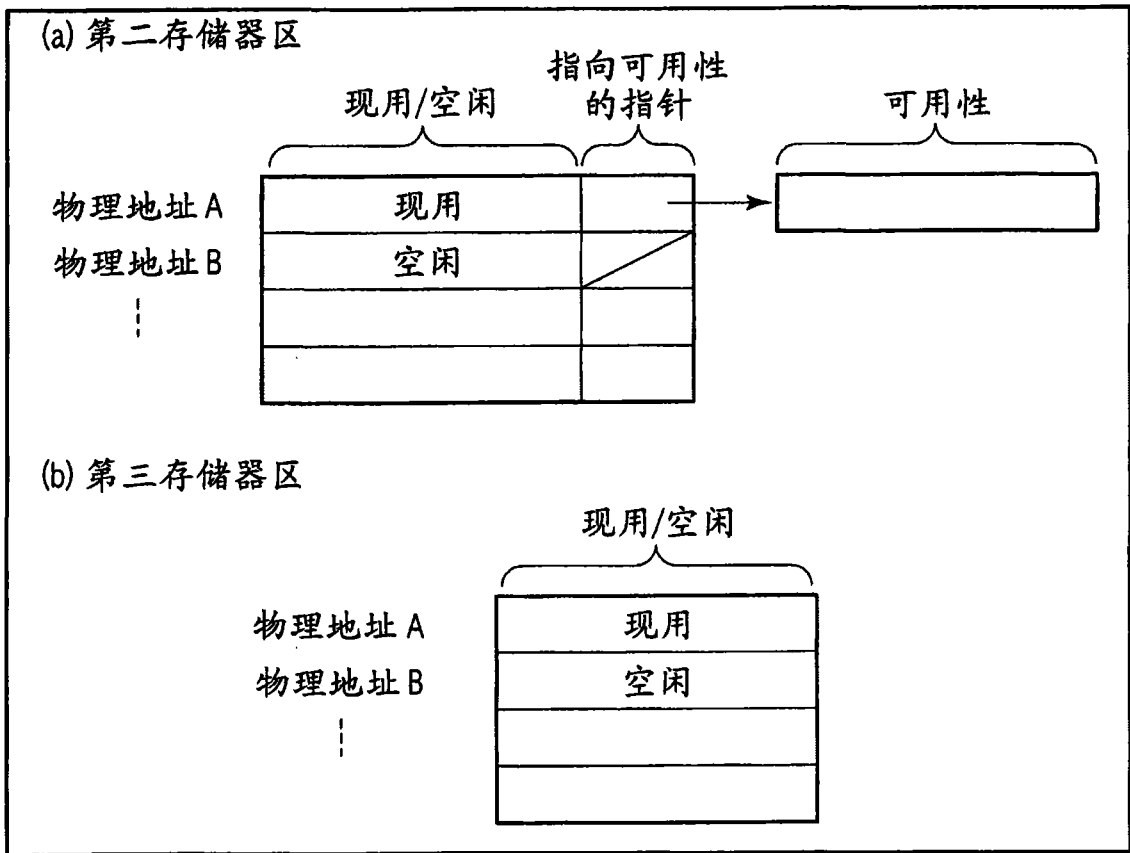 (a) 第二存储器区
指向可用性
的指针
现用/空闲
可用性
物理地址 A
现用
物理地址 B
空闲
(b) 第三存储器区
现用/空闲
物理地址 A
现用
物理地址 B
空闲